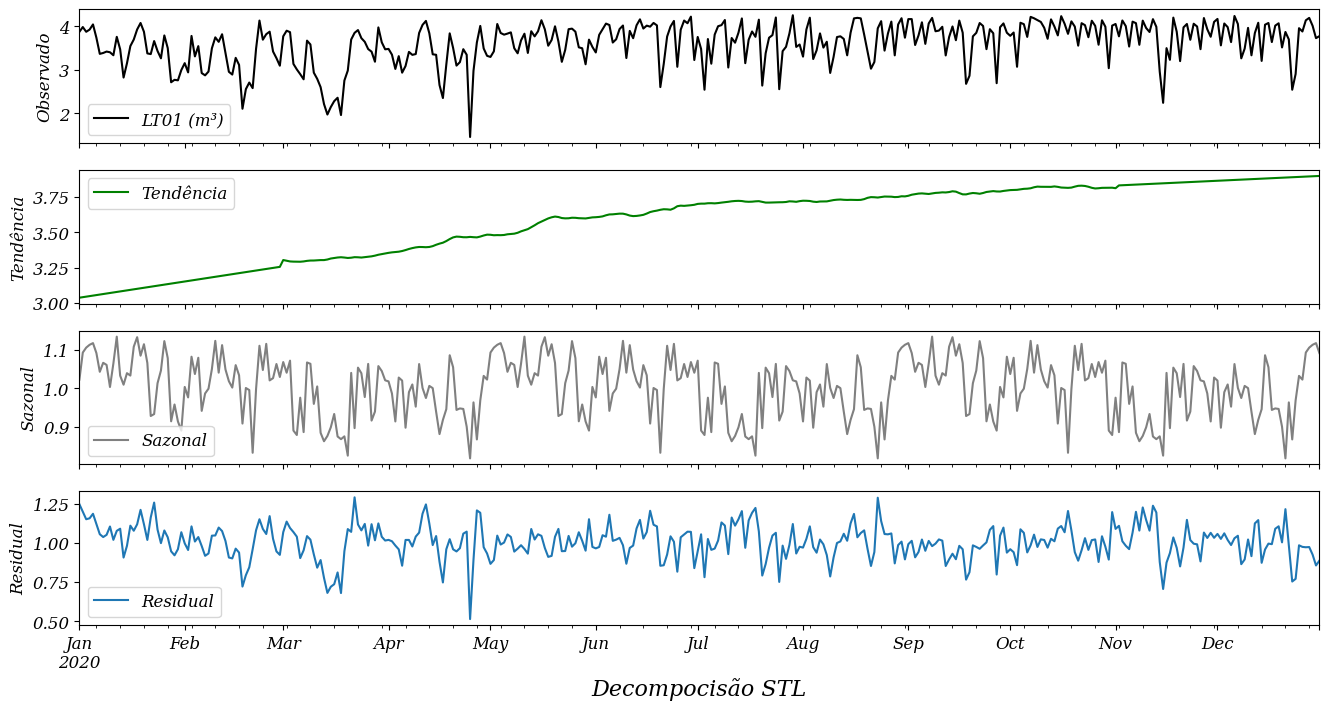 4
3
2
Observado
LT01 (m³)
3.75
3.50
3.25
3.00
Tendência
Tendência
1.1
1.0
0.9
Sazonal
Sazonal
1.25
1.00
0.75
0.50
Residual
Residual
Jan Feb Mar Apr May Jun Jul Aug Sep Oct Nov Dec
2020
Decompocisão STL